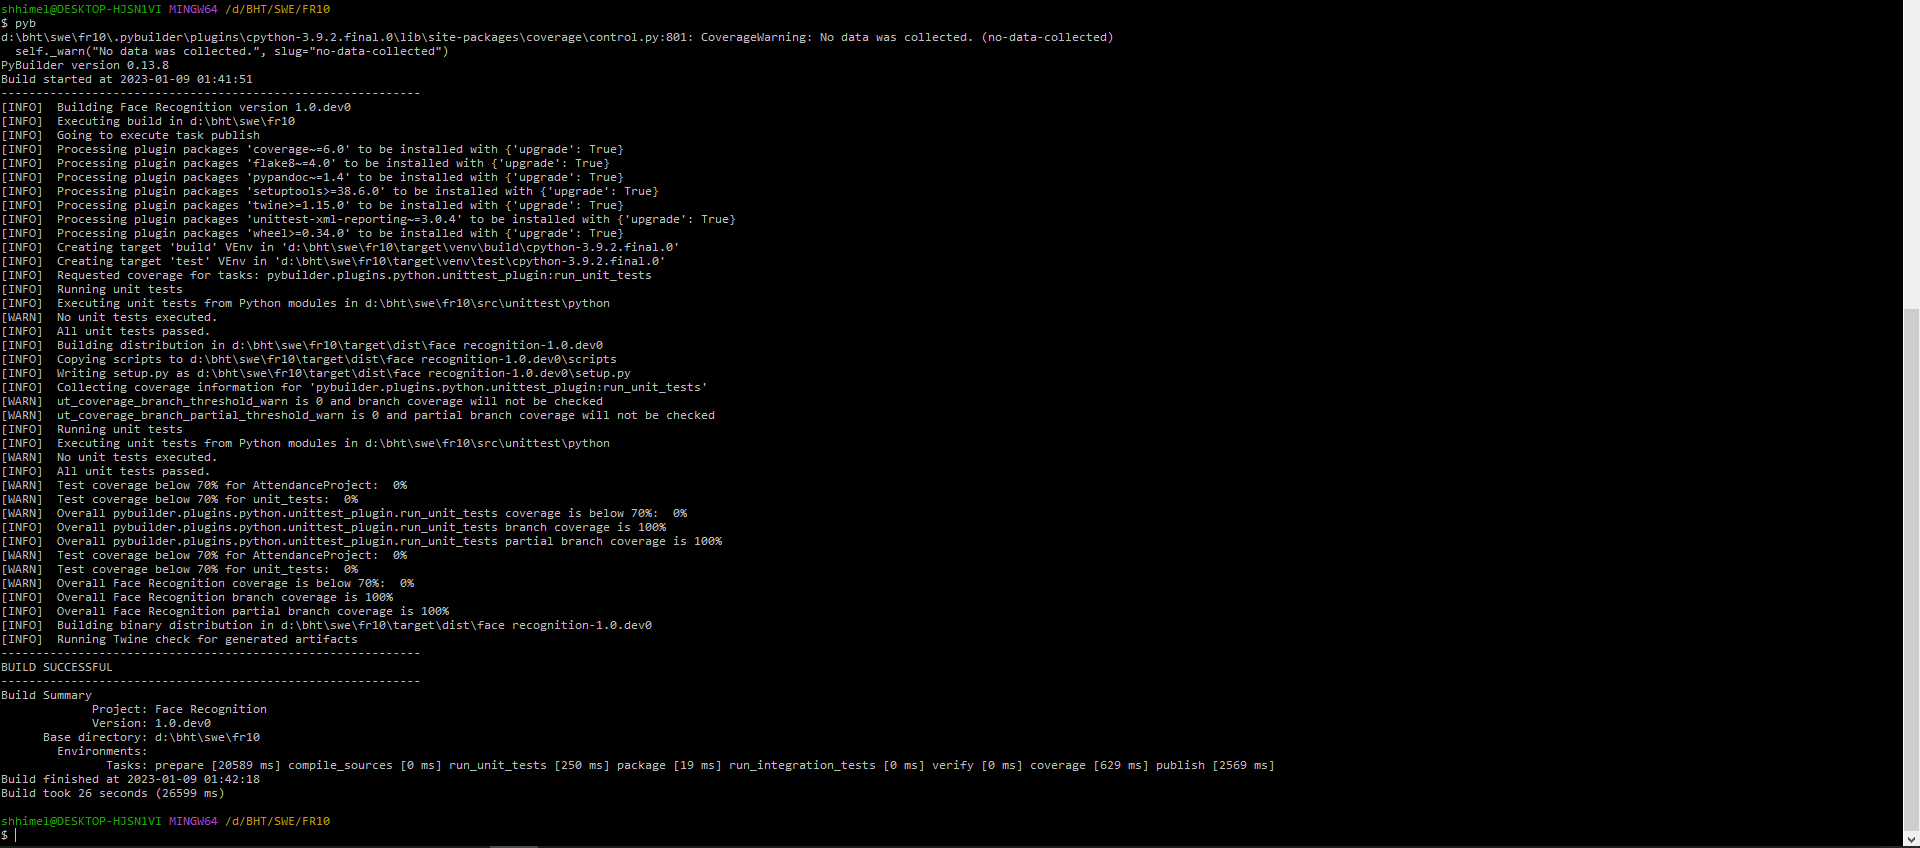 shhimel@DESKTOP-HJSN1VI MINGW64 /d/BHT/SWE/FR10
$ pyb
d:\bht\swe\fr10\.pybuilder\plugins\cpython-3.9.2.final.0\lib\site-packages\coverage\control.py:801: CoverageWarning: No data was collected. (no-data-collected)
  self._warn("No data was collected.", slug="no-data-collected")
PyBuilder version 0.13.8
Build started at 2023-01-09 01:41:51
------------------------------------------------------------
[INFO]  Building Face Recognition version 1.0.dev0
[INFO]  Executing build in d:\bht\swe\fr10
[INFO]  Going to execute task publish
[INFO]  Processing plugin packages 'coverage~=6.0' to be installed with {'upgrade': True}
[INFO]  Processing plugin packages 'flake8~=4.0' to be installed with {'upgrade': True}
[INFO]  Processing plugin packages 'pypandoc~=1.4' to be installed with {'upgrade': True}
[INFO]  Processing plugin packages 'setuptools>=38.6.0' to be installed with {'upgrade': True}
[INFO]  Processing plugin packages 'twine>=1.15.0' to be installed with {'upgrade': True}
[INFO]  Processing plugin packages 'unittest-xml-reporting~=3.0.4' to be installed with {'upgrade': True}
[INFO]  Processing plugin packages 'wheel>=0.34.0' to be installed with {'upgrade': True}
[INFO]  Creating target 'build' VEnv in 'd:\bht\swe\fr10\target\venv\build\cpython-3.9.2.final.0'
[INFO]  Creating target 'test' VEnv in 'd:\bht\swe\fr10\target\venv\test\cpython-3.9.2.final.0'
[INFO]  Requested coverage for tasks: pybuilder.plugins.python.unittest_plugin:run_unit_tests
[INFO]  Running unit tests
[INFO]  Executing unit tests from Python modules in d:\bht\swe\fr10\src\unittest\python
[WARN]  No unit tests executed.
[INFO]  All unit tests passed.
[INFO]  Building distribution in d:\bht\swe\fr10\target\dist\face recognition-1.0.dev0
[INFO]  Copying scripts to d:\bht\swe\fr10\target\dist\face recognition-1.0.dev0\scripts
[INFO]  Writing setup.py as d:\bht\swe\fr10\target\dist\face recognition-1.0.dev0\setup.py
[INFO]  Collecting coverage information for 'pybuilder.plugins.python.unittest_plugin:run_unit_tests'
[WARN]  ut_coverage_branch_threshold_warn is 0 and branch coverage will not be checked
[WARN]  ut_coverage_branch_partial_threshold_warn is 0 and partial branch coverage will not be checked
[INFO]  Running unit tests
[INFO]  Executing unit tests from Python modules in d:\bht\swe\fr10\src\unittest\python
[WARN]  No unit tests executed.
[INFO]  All unit tests passed.
[WARN]  Test coverage below 70% for AttendanceProject:  0%
[WARN]  Test coverage below 70% for unit_tests:  0%
[WARN]  Overall pybuilder.plugins.python.unittest_plugin.run_unit_tests coverage is below 70%:  0%
[INFO]  Overall pybuilder.plugins.python.unittest_plugin.run_unit_tests branch coverage is 100%
[INFO]  Overall pybuilder.plugins.python.unittest_plugin.run_unit_tests partial branch coverage is 100%
[WARN]  Test coverage below 70% for AttendanceProject:  0%
[WARN]  Test coverage below 70% for unit_tests:  0%
[WARN]  Overall Face Recognition coverage is below 70%:  0%
[INFO]  Overall Face Recognition branch coverage is 100%
[INFO]  Overall Face Recognition partial branch coverage is 100%
[INFO]  Building binary distribution in d:\bht\swe\fr10\target\dist\face recognition-1.0.dev0
[INFO]  Running Twine check for generated artifacts
------------------------------------------------------------
BUILD SUCCESSFUL
------------------------------------------------------------
Build Summary
             Project: Face Recognition
             Version: 1.0.dev0
      Base directory: d:\bht\swe\fr10
        Environments:
               Tasks: prepare [20589 ms] compile_sources [0 ms] run_unit_tests [250 ms] package [19 ms] run_integration_tests [0 ms] verify [0 ms] coverage [629 ms] publish [2569 ms]
Build finished at 2023-01-09 01:42:18
Build took 26 seconds (26599 ms)
shhimel@DESKTOP-HJSN1VI MINGW64 /d/BHT/SWE/FR10
$